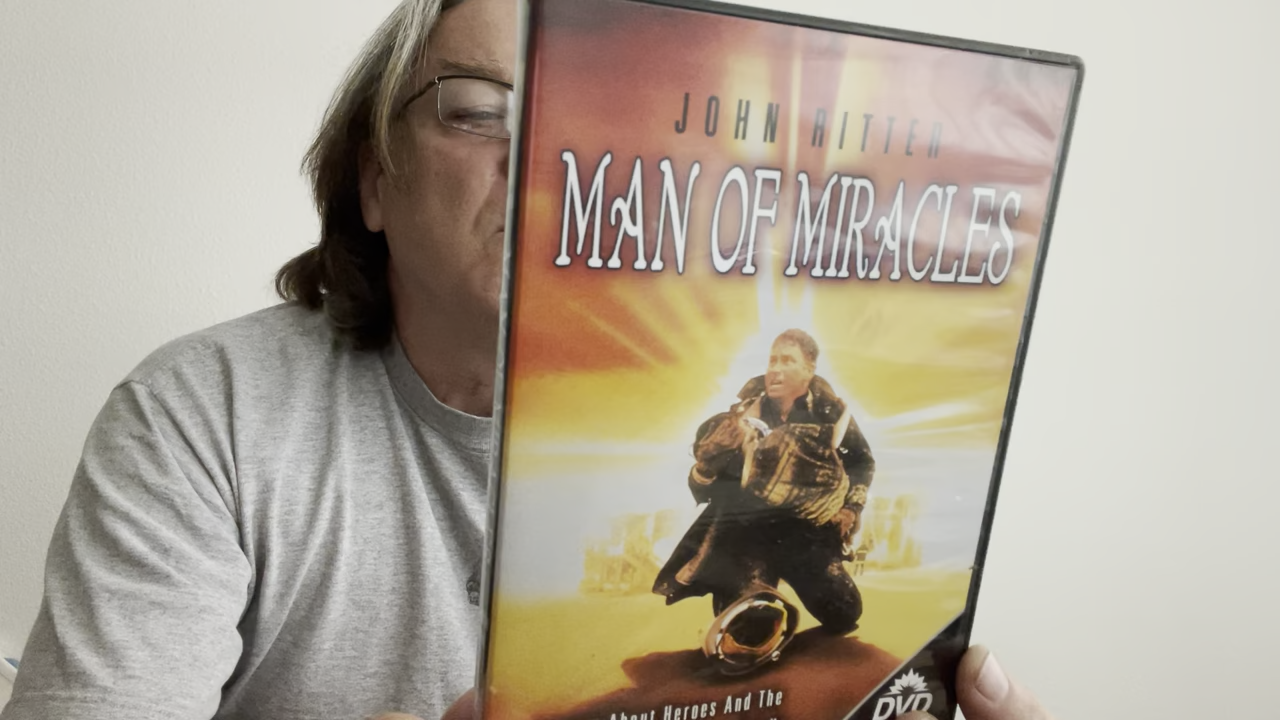 JOHN RITTER
MAN OF MIRACLES
About Heroes And The
DVD